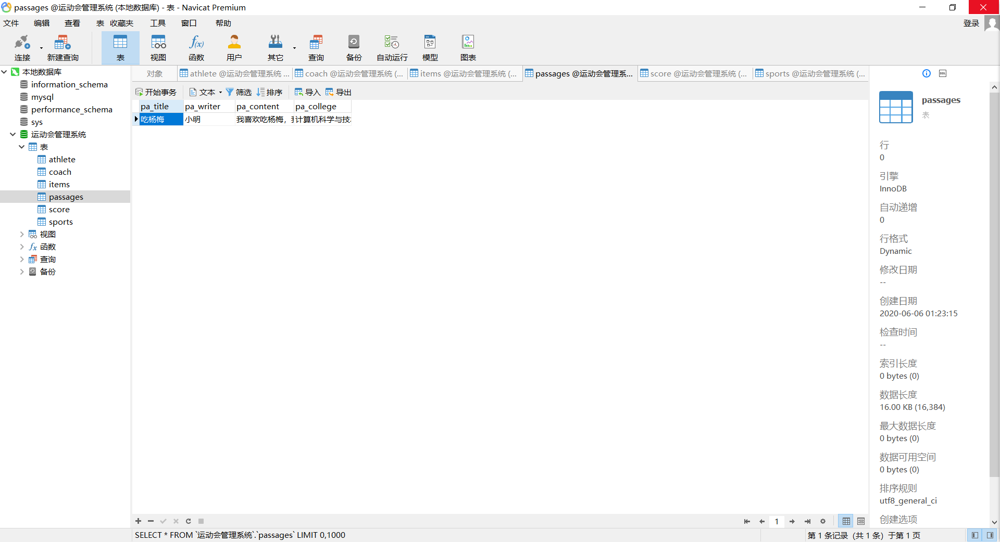 passages @运动会管理系统 (本地数据库) - 表 - Navicat Premium
文件 编辑 查看 表 收藏夹 工具 窗口 帮助 登录
连接 新建查询 表 视图 函数 用户 其它 查询 备份 自动运行 模型 图表
本地数据库
information_schema
mysql
performance_schema
sys
运动会管理系统
表
athlete
coach
items
passages
score
sports
视图
函数
查询
备份
对象 athlete @运动会管理系统 ... coach @运动会管理系统 (... items @运动会管理系统 (... passages @运动会管理系... score @运动会管理系统 (... sports @运动会管理系统 (...
开始事务 文本 筛选 排序 导入 导出
pa_title pa_writer pa_content pa_college
吃杨梅 小明 我喜欢吃杨梅, 计算机科学与技
passages
表
行
0
引擎
InnoDB
自动递增
0
行格式
Dynamic
修改日期
--
创建日期
2020-06-06 01:23:15
检查时间
--
索引长度
0 bytes (0)
数据长度
16.00 KB (16,384)
最大数据长度
0 bytes (0)
数据可用空间
0 bytes (0)
排序规则
utf8_general_ci
创建选项
1
SELECT * FROM `运动会管理系统`.`passages` LIMIT 0,1000
第 1 条记录 (共 1 条) 于第 1 页